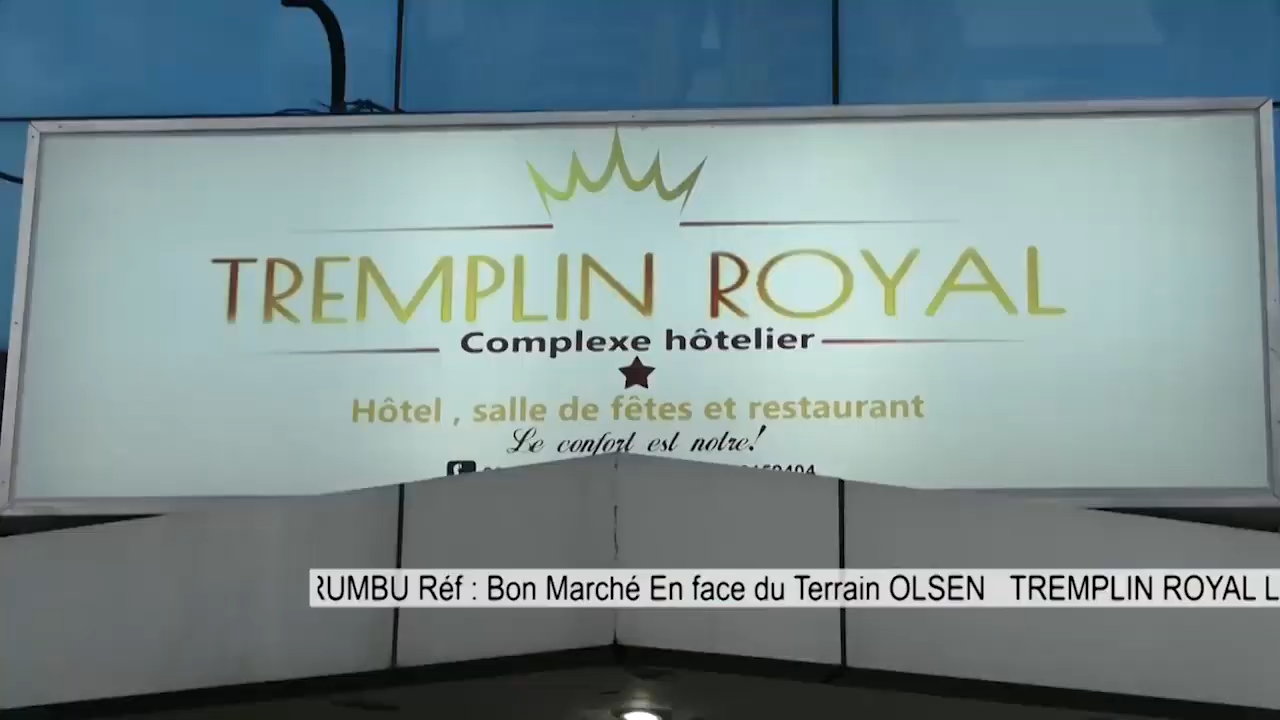 TREMPLIN ROYAL
Complexe hôtelier
Hôtel , salle de fêtes et restaurant
Le confort est notre!
RUMBU Réf : Bon Marché En face du Terrain OLSEN TREMPLIN ROYAL L